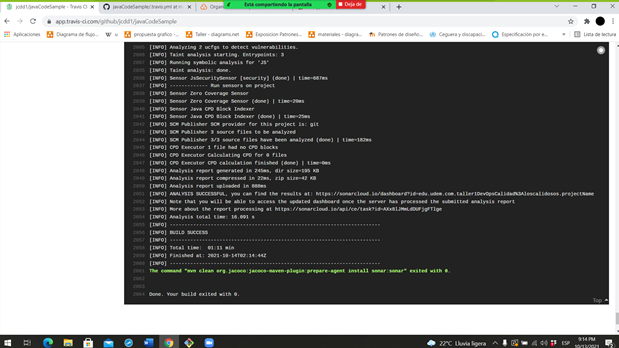 jcdd1/javaCodeSample - Travis CI
travis/settings.xml at master
Organiz
Está compartiendo la pantalla
Deja de
Patrones de diseño
app.travis-ci.com/github/jcdd1/javaCodeSample
Aplicaciones
Diagrama de flujo...
W u
propuesta grafico -...
Taller - diagrami.net
Exposicion Patrones...
materiales - diagra...
Taller - patrones es...
Ceguera y discapaci...
Especificación para e...
Lista de lectura
[INFO] Analyzing 2 ucfgs to detect vulnerabilities.
[INFO] Taint analysis starting. Entrypoints: 3
[INFO] Running symbolic analysis for 'JS'
[INFO] Taint analysis: done.
[INFO] Sensor JsSecuritySensor [security] (done) | time=687ms
[INFO] ------------- Run sensors on project
[INFO] Sensor Zero Coverage Sensor
[INFO] Sensor Zero Coverage Sensor (done) | time=20ms
[INFO] Sensor Java CPD Block Indexer
[INFO] Sensor Java CPD Block Indexer (done) | time=25ms
[INFO] SCM Publisher SCM provider for this project is: git
[INFO] SCM Publisher 3 source files to be analyzed
[INFO] SCM Publisher 3/3 source files have been analyzed (done) | time=182ms
[INFO] CPD Executor 1 file had no CPD blocks
[INFO] CPD Executor Calculating CPD for 0 files
[INFO] CPD Executor CPD calculation finished (done) | time=0ms
[INFO] Analysis report generated in 245ms, dir size=195 KB
[INFO] Analysis report compressed in 22ms, zip size=42 KB
[INFO] Analysis report uploaded in 888ms
[INFO] ANALYSIS SUCCESSFUL, you can find the results at: https://sonarcloud.io/dashboard?id=edu.udem.com.taller1DevOpsCalidad%3Aloscalidosos.projectName
[INFO] Note that you will be able to access the updated dashboard once the server has processed the submitted analysis report
[INFO] More about the report processing at https://sonarcloud.io/api/ce/task?id=
[INFO] Analysis total time: 16.091 s
[INFO] ------------------------------------------------------------------------
[INFO] BUILD SUCCESS
[INFO] ------------------------------------------------------------------------
[INFO] Total time:  01:11 min
[INFO] Finished at: 2021-10-14T02:14:44Z
[INFO] ------------------------------------------------------------------------
The command "mvn clean org.jacoco:jacoco-maven-plugin:prepare-agent install sonar:sonar" exited with 0.
Done. Your build exited with 0.
Top
22°C Lluvia ligera
ESP
9:14 PM
10/13/2021